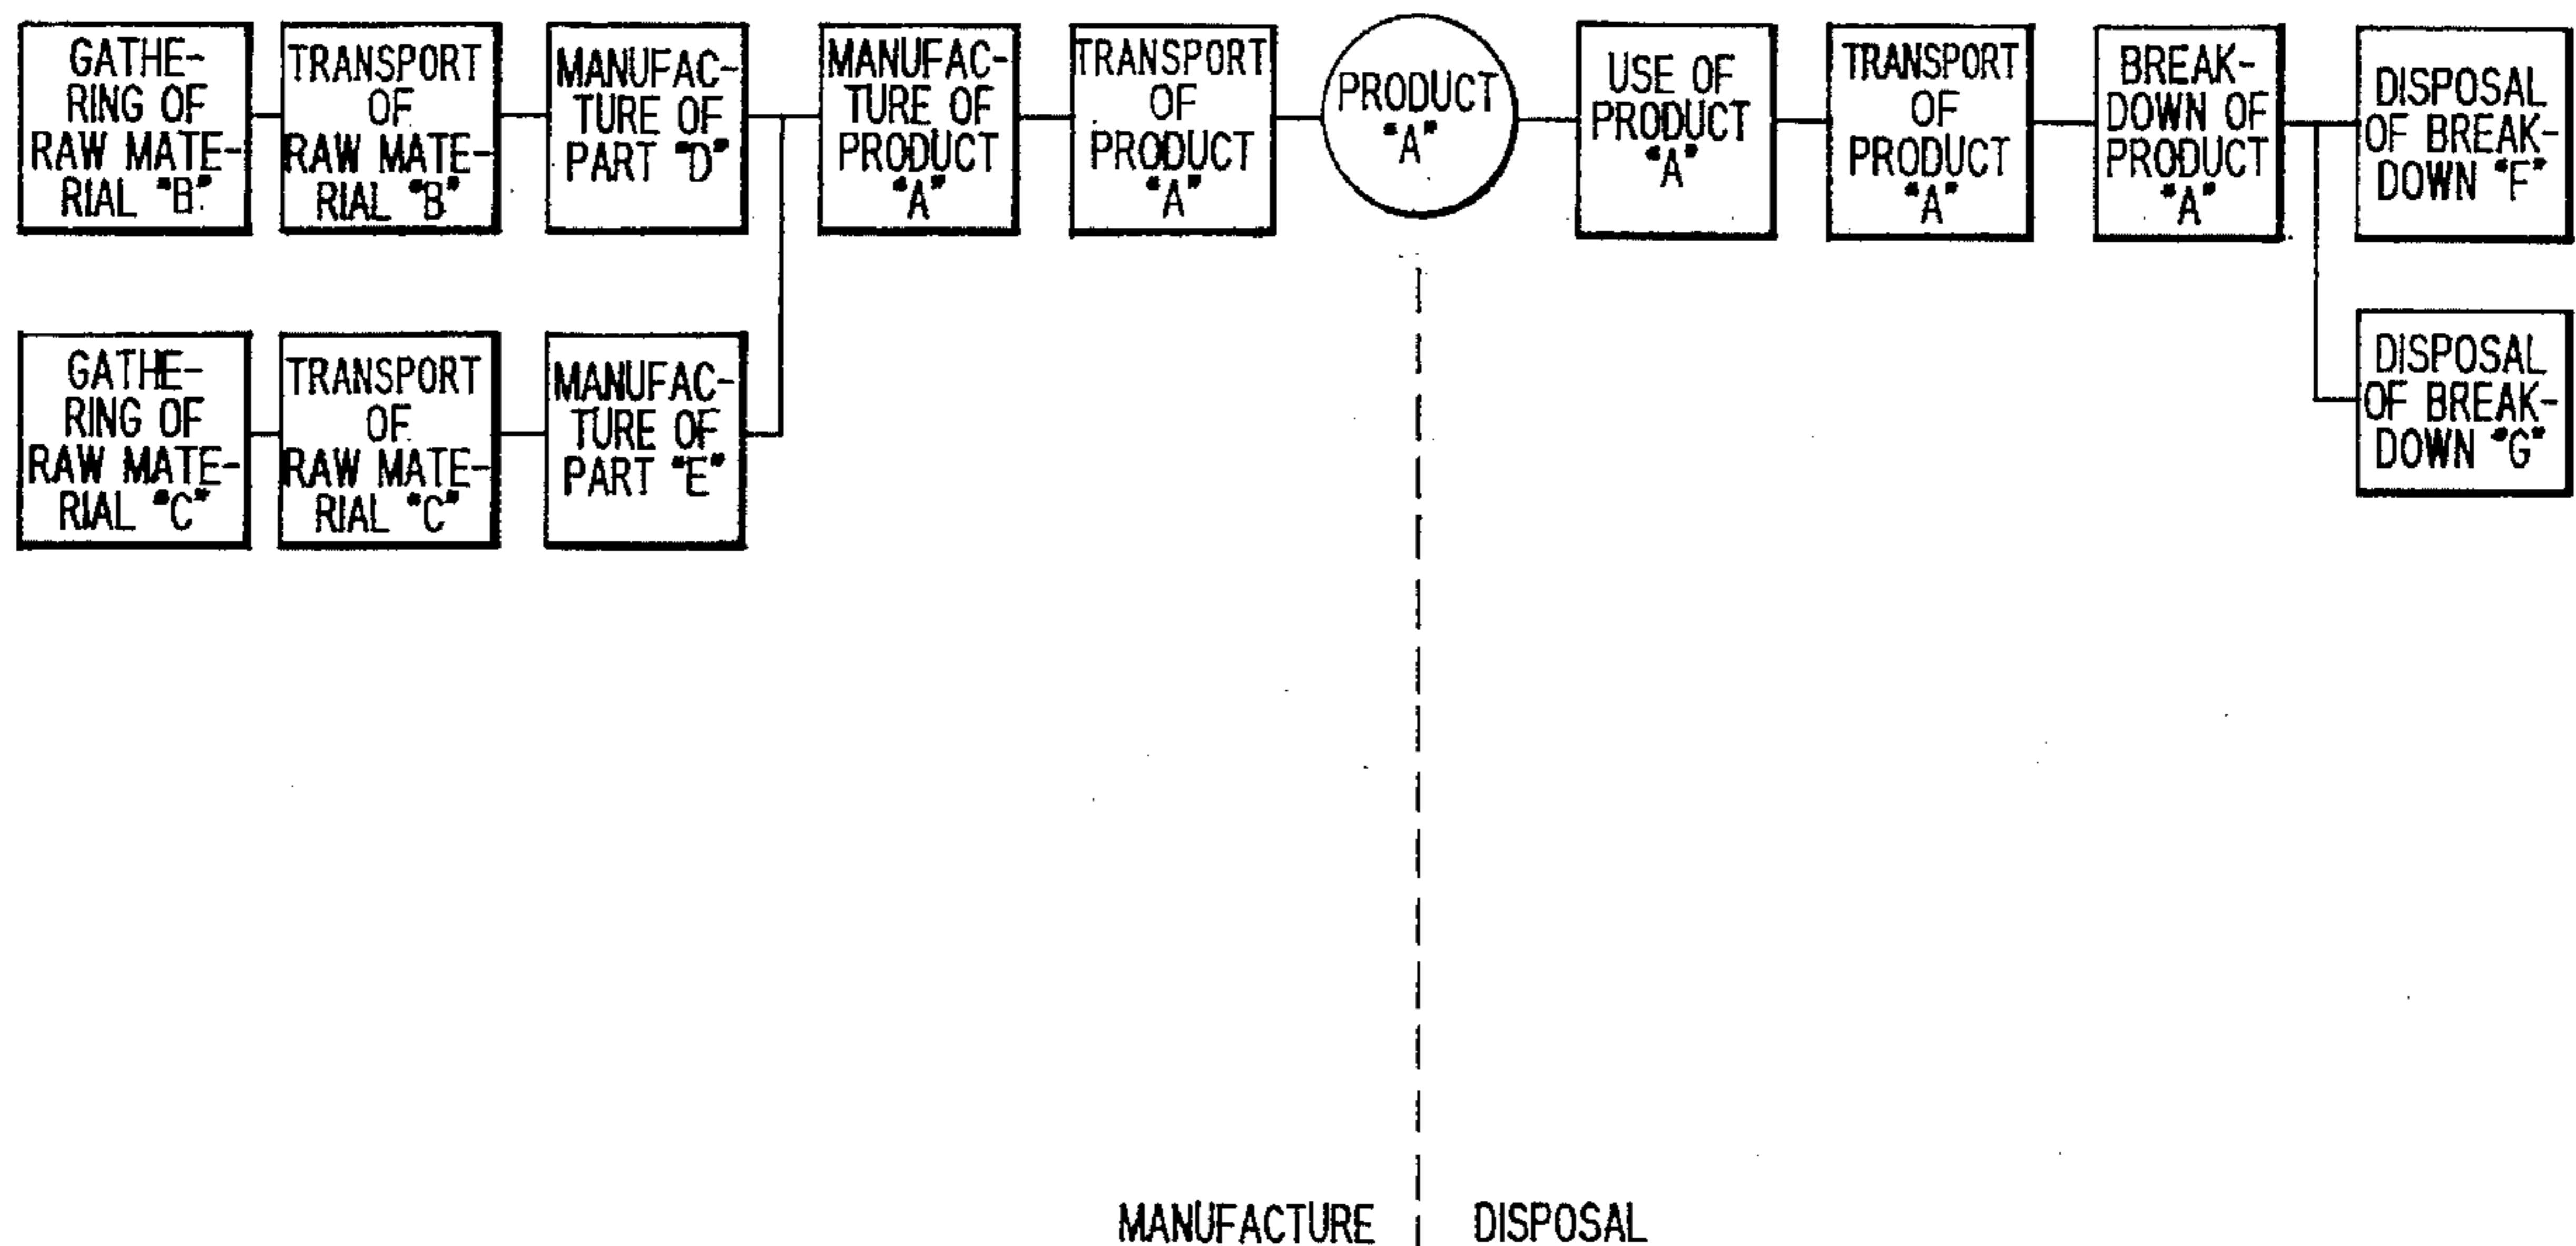 GATHE-
RING OF
RAW MATE-
RIAL "B"
TRANSPORT
OF
RAW MATE-
RIAL "B"
MANUFAC-
TURE OF
PART "D"
MANUFAC-
TURE OF
PRODUCT
"A"
TRANSPORT
OF
PRODUCT
"A"
PRODUCT
"A"
USE OF
PRODUCT
"A"
TRANSPORT
OF
PRODUCT
"A"
BREAK-
DOWN OF
PRODUCT
"A"
DISPOSAL
OF BREAK-
DOWN "F"
GATHE-
RING OF
RAW MATE-
RIAL "C"
TRANSPORT
OF
RAW MATE-
RIAL "C"
MANUFAC-
TURE OF
PART "E"
DISPOSAL
OF BREAK-
DOWN "G"
MANUFACTURE
DISPOSAL